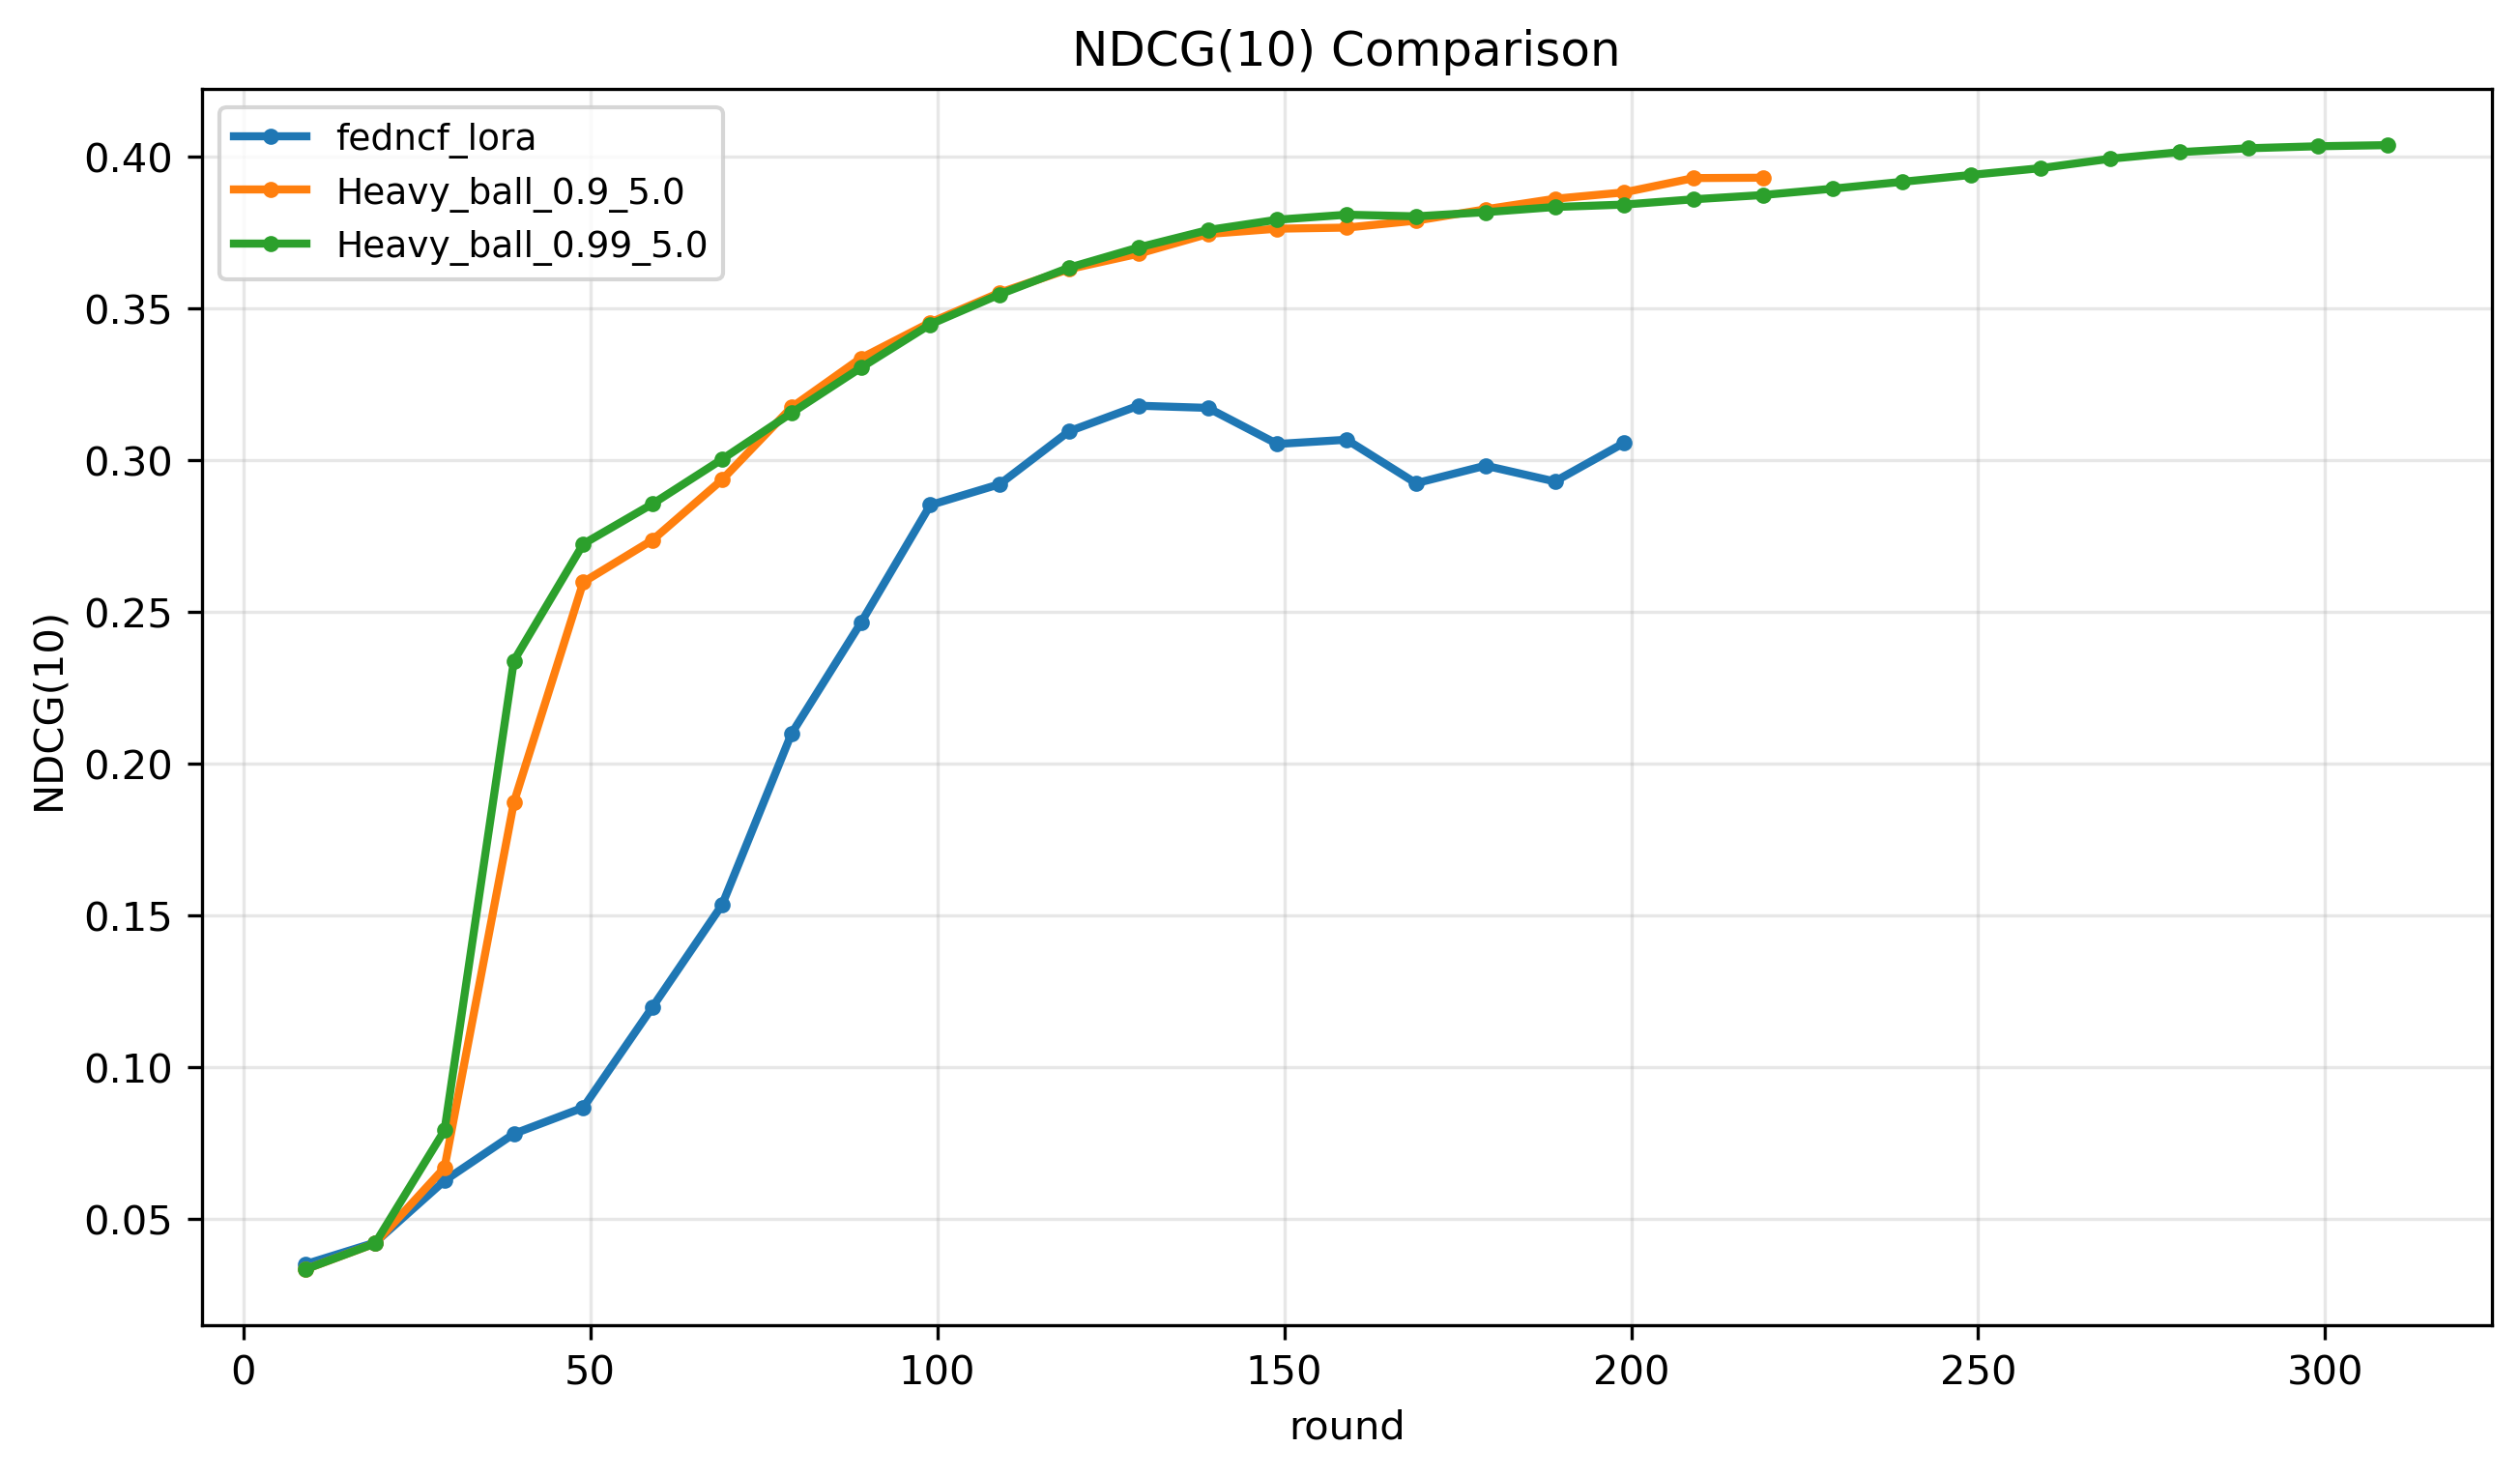 NDCG(10) Comparison
fedncf_lora
Heavy_ball_0.9_5.0
Heavy_ball_0.99_5.0
0.40
0.35
0.30
0.25
0.20
0.15
0.10
0.05
NDCG(10)
0 50 100 150 200 250 300
round